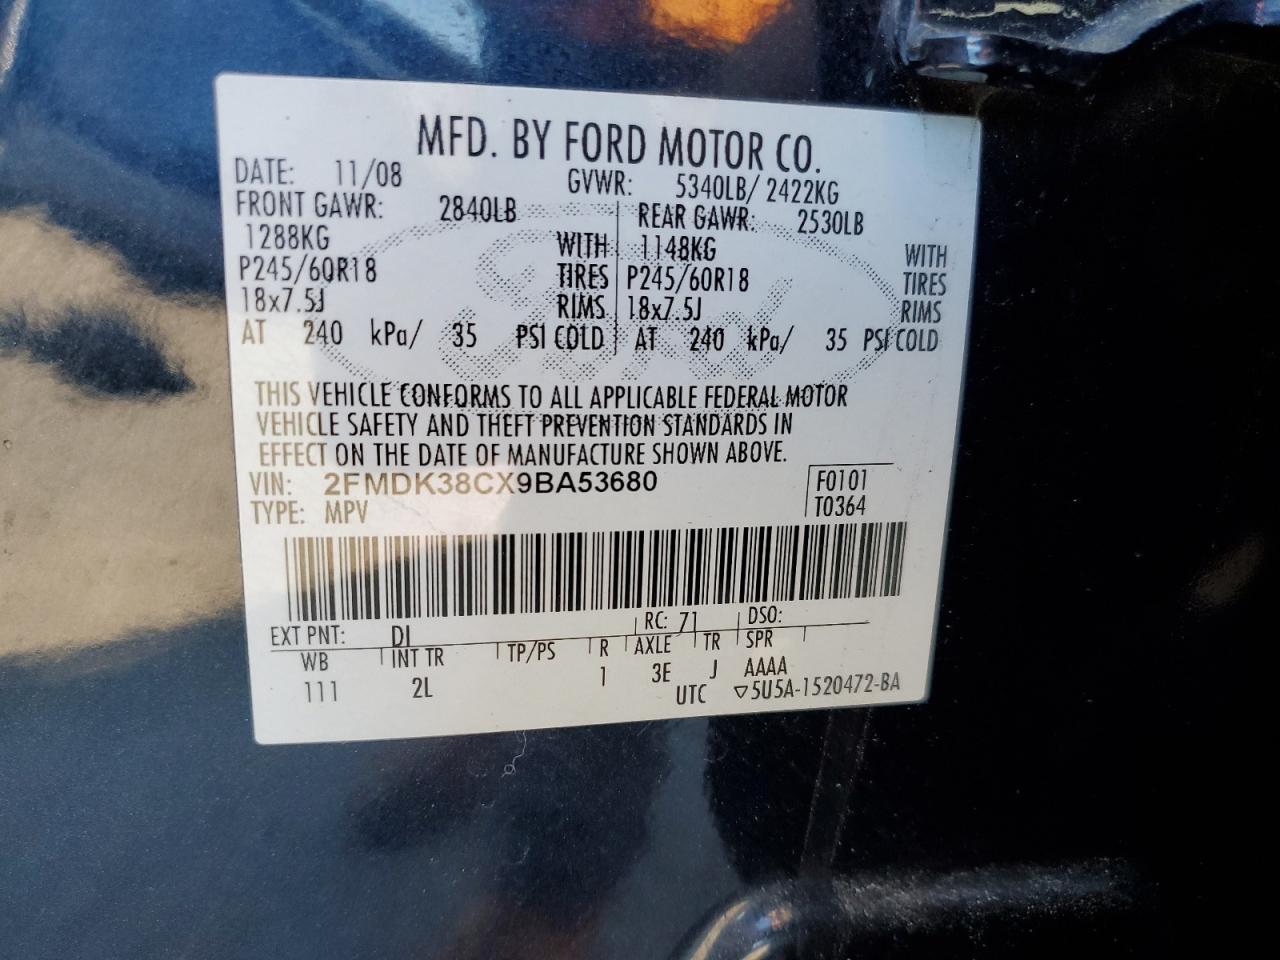 MFD. BY FORD MOTOR CO.
DATE: 11/08 GVWR: 5340LB/ 2422KG
FRONT GAWR: 2840LB REAR GAWR: 2530LB
1288KG WITH 1148KG WITH
P245/60R18 TIRES P245/60R18 TIRES
18x7.5J RIMS 18x7.5J RIMS
AT 240 kPa/ 35 PSI COLD AT 240 kPa/ 35 PSI COLD
Ford
THIS VEHICLE CONFORMS TO ALL APPLICABLE FEDERAL MOTOR
VEHICLE SAFETY AND THEFT PREVENTION STANDARDS IN
EFFECT ON THE DATE OF MANUFACTURE SHOWN ABOVE.
VIN: 2FMDK38CX9BA53680 F0101
TYPE: MPV T0364
EXT PNT: DI RC: 71 DSO:
WB INT TR TP/PS R AXLE TR SPR
111 2L 1 3E J AAAA
UTC ▽5U5A-1520472-BA